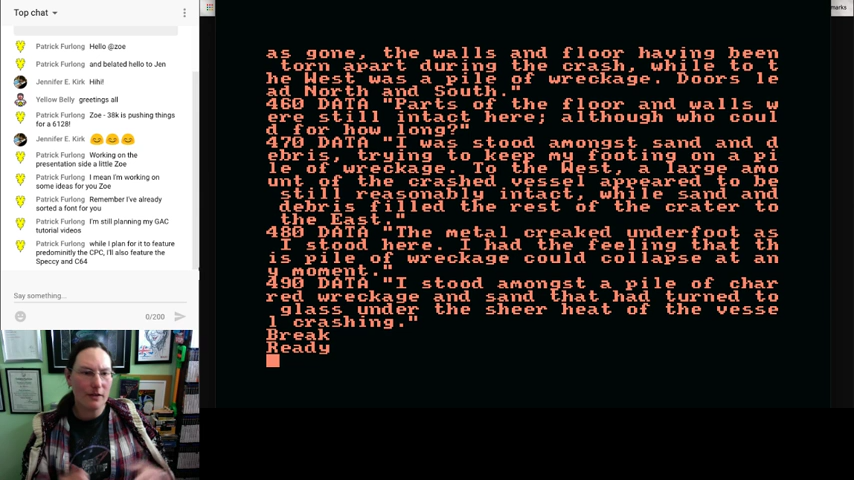 Top chat
Patrick Furlong Hello @zoe
Patrick Furlong and belated hello to Jen
Jennifer E. Kirk Hihi!
Yellow Belly greetings all
Patrick Furlong Zoe - 38k is pushing things
for a 6128!
Jennifer E. Kirk
Patrick Furlong Working on the
presentation side a little Zoe
Patrick Furlong I mean I'm working on
some ideas for you Zoe
Patrick Furlong Remember I've already
sorted a font for you
Patrick Furlong I'm still planning my GAC
tutorial videos
Patrick Furlong while I plan for it to feature
predominitly the CPC, I'll also feature the
Speccy and C64
Say something...
0/200
marks
as gone, the walls and floor having been
torn apart during the crash, while to t
he West was a pile of wreckage. Doors le
ad North and South."
460 DATA "Parts of the floor and walls w
ere still intact here; although who coul
d for how long?"
470 DATA "I was stood amongst sand and d
ebris, trying to keep my footing on a pi
le of wreckage. To the West, a large amo
unt of the crashed vessel appeared to be
still reasonably intact, while sand and
debris filled the rest of the crater to
the East."
480 DATA "The metal creaked underfoot as
I stood here. I had the feeling that th
is pile of wreckage could collapse at an
y moment."
490 DATA "I stood amongst a pile of char
red wreckage and sand that had turned to
glass under the sheer heat of the vesse
l crashing."
Break
Ready